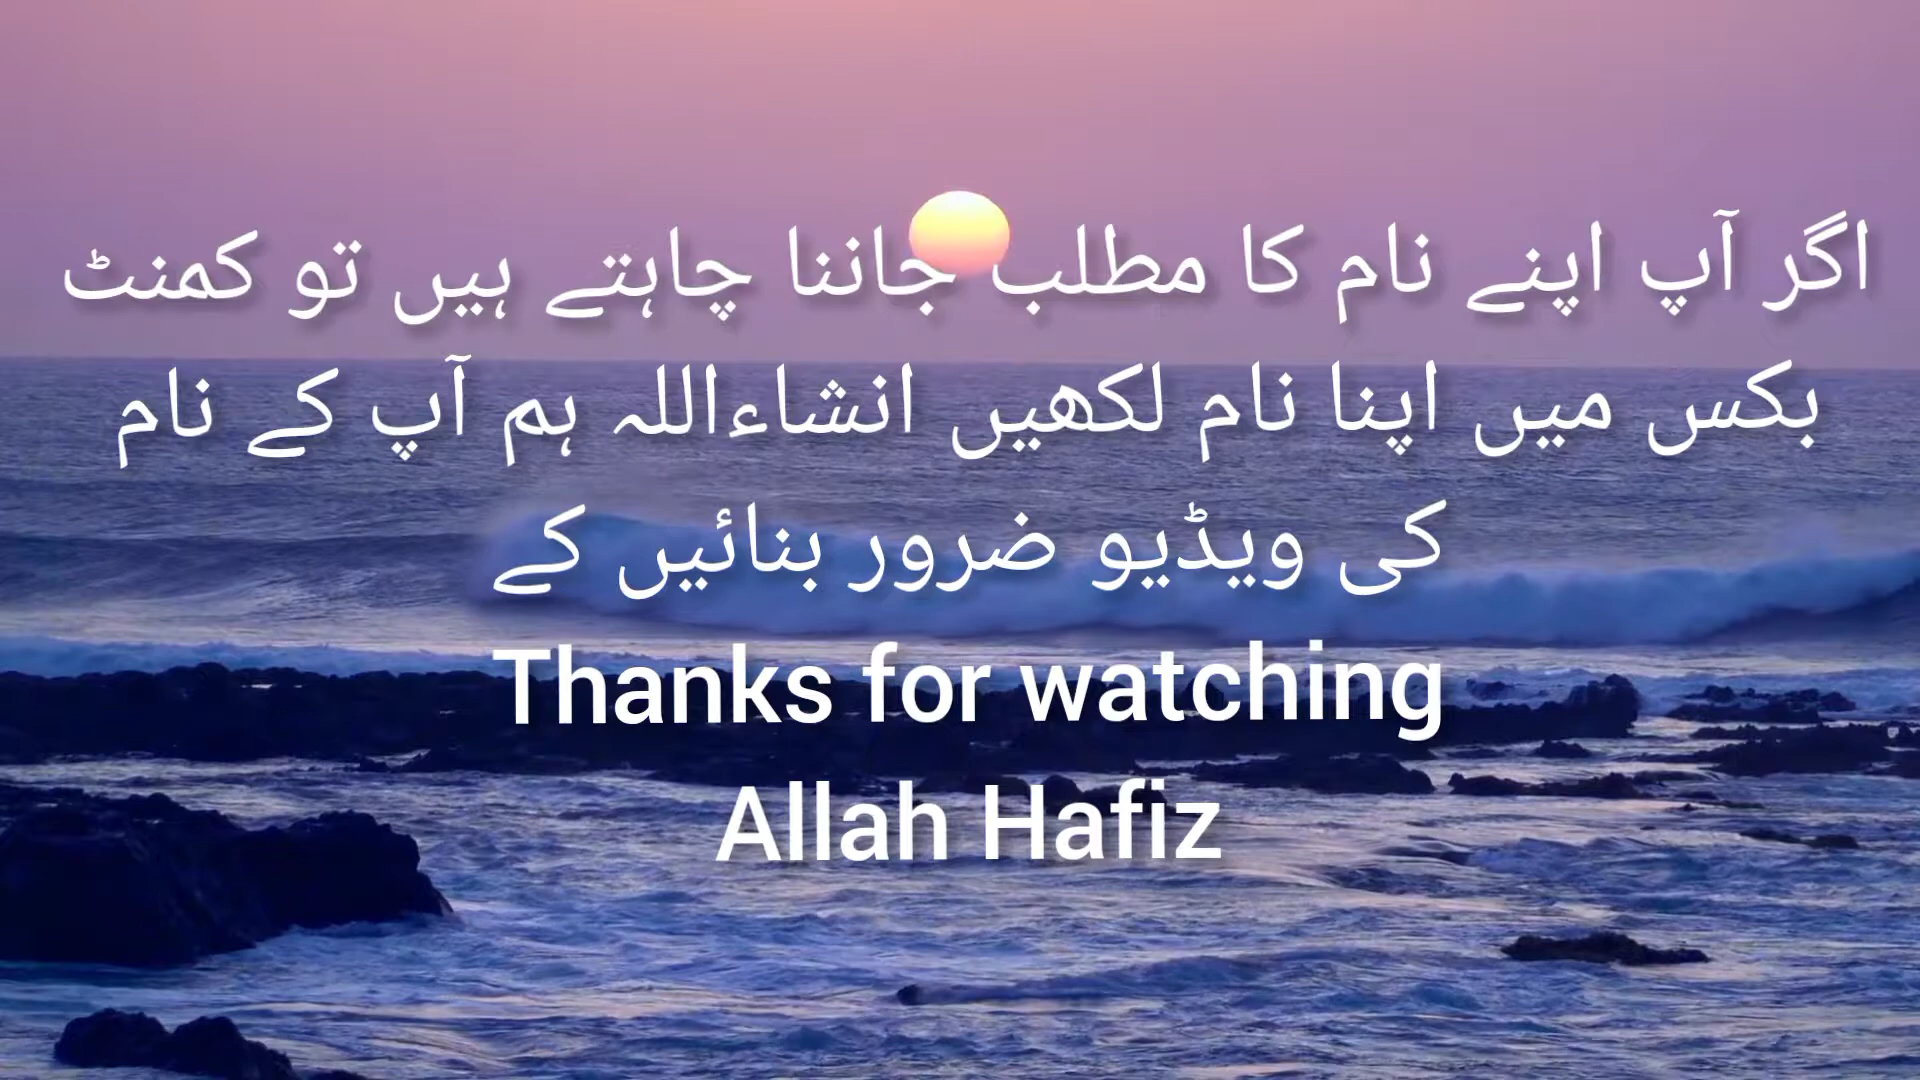 اگر آپ اپنے نام کا مطلب جاننا چاہتے ہیں تو کمنٹ
بکس میں اپنا نام لکھیں انشاءاللہ ہم آپ کے نام
کی ویڈیو ضرور بنائیں کے
Thanks for watching
Allah Hafiz